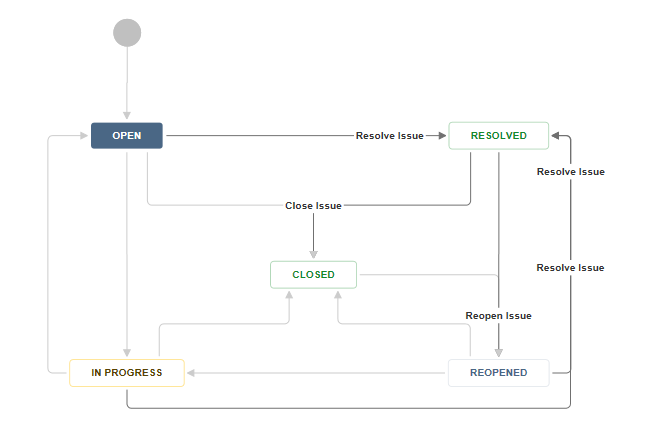 OPEN
Resolve Issue
RESOLVED
Resolve Issue
Close Issue
CLOSED
Resolve Issue
Reopen Issue
IN PROGRESS
REOPENED